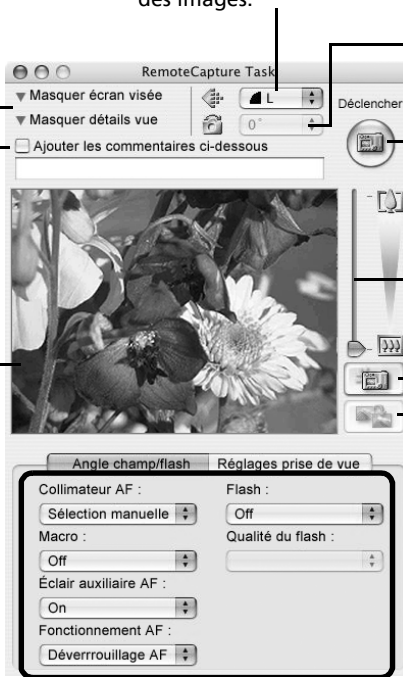 des images.
RemoteCapture Task
Masquer écran visée
L
Déclencher
Masquer détails vue
0°
Ajouter les commentaires ci-dessous
Angle champ/flash
Réglages prise de vue
Collimateur AF :
Flash :
Sélection manuelle
Off
Macro :
Qualité du flash :
Off
Éclair auxiliaire AF :
On
Fonctionnement AF :
Déverrrouillage AF